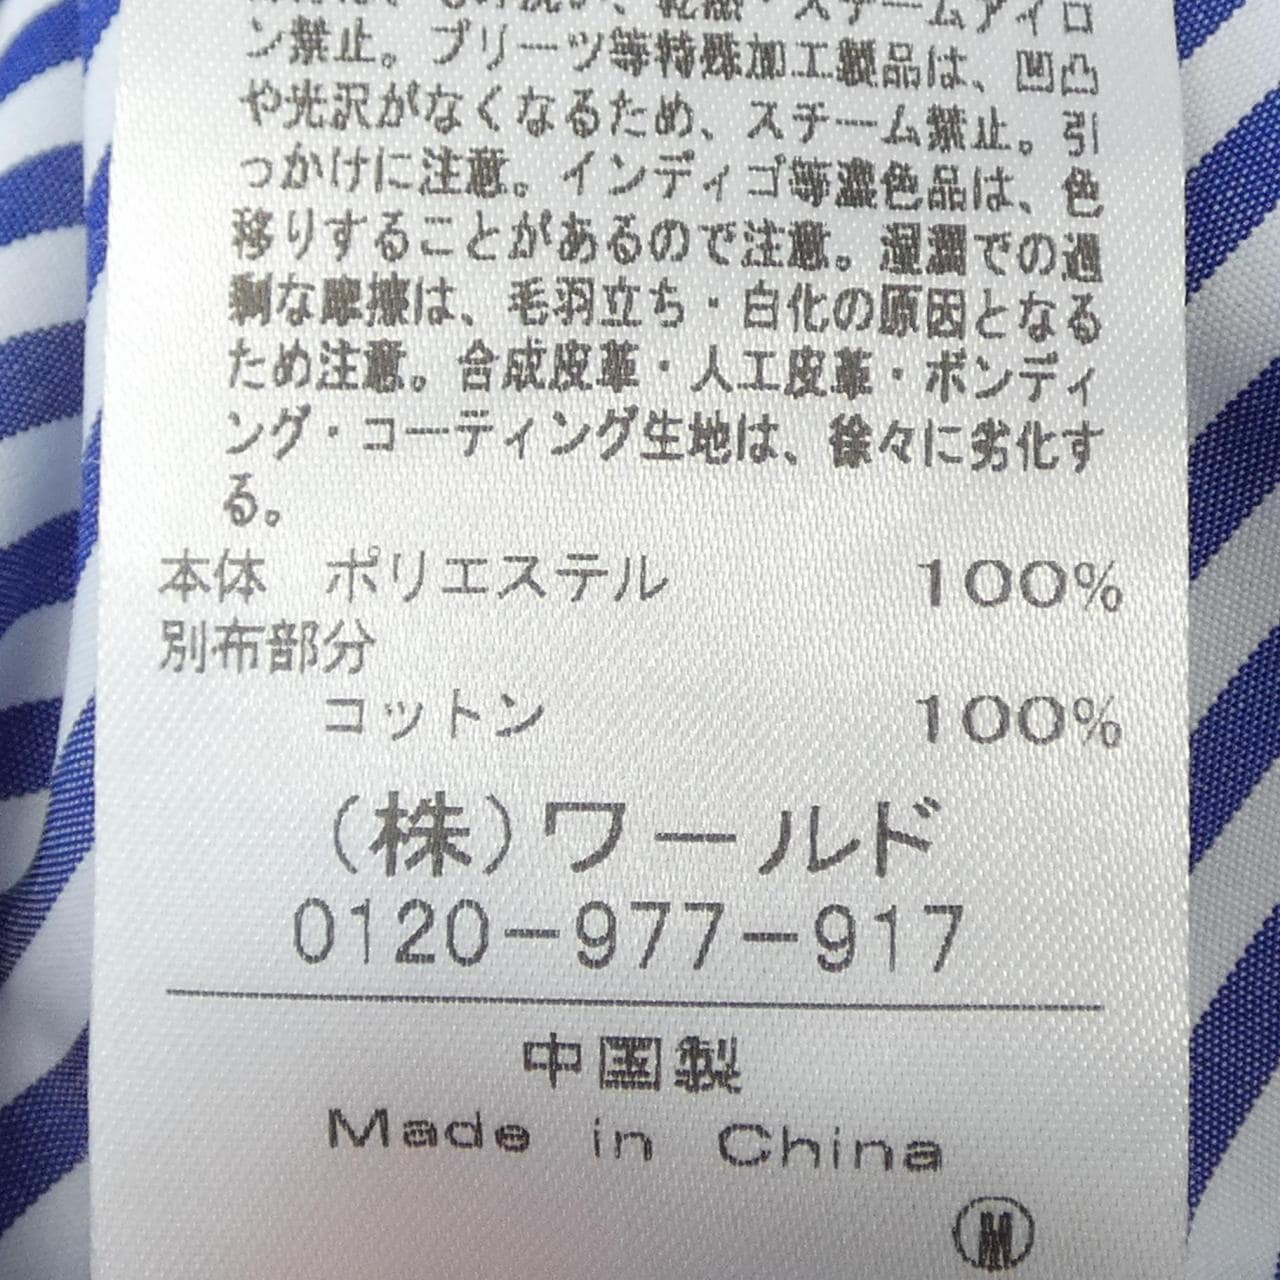 スチームアイロ
ン禁止。プリーツ等特殊加工製品は、凹凸
や光沢がなくなるため、スチーム禁止。引
っかけに注意。インディゴ等濃色品は、色
移りすることがあるので注意。湿潤での過
剰な摩擦は、毛羽立ち・白化の原因となる
ため注意。合成皮革・人工皮革・ボンディ
ング・コーティング生地は、徐々に劣化す
る。
本体 ポリエステル 100%
別布部分
コットン 100%
(株)ワールド
0120-977-917
中国製
Made in China
M